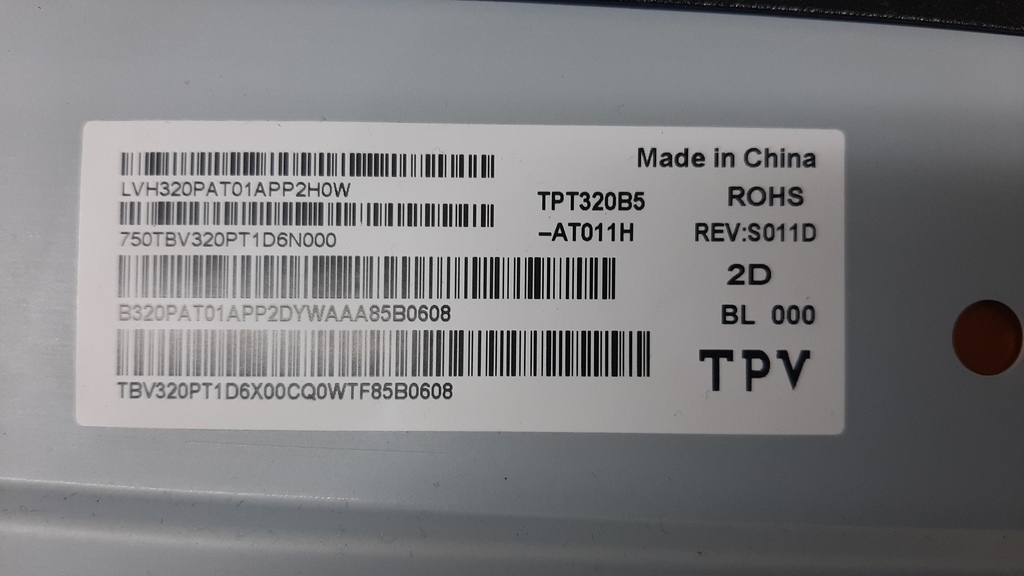 LVH320PAT01APP2H0W
750TBV320PT1D6N000
B320PAT01APP2DYWAAA85B0608
TBV320PT1D6X00CQ0WTF85B0608
TPT320B5
-AT011H
Made in China
ROHS
REV:S011D
2D
BL 000
TPV